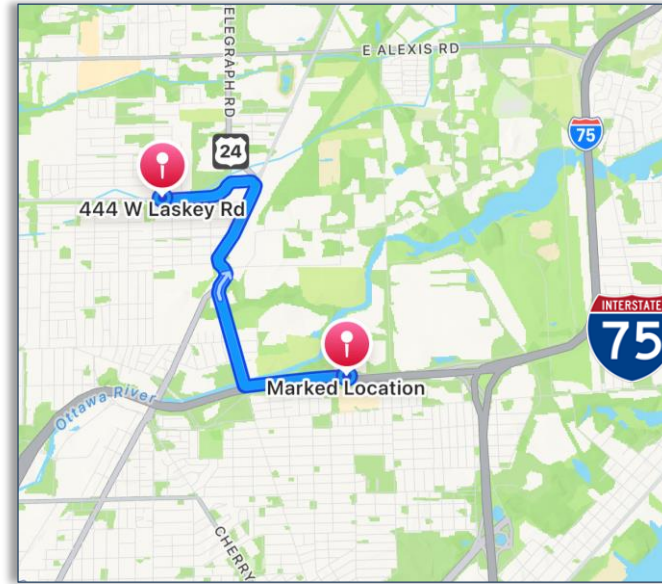 ELEGRAPH RD
E ALEXIS RD
75
24
444 W Laskey Rd
INTERSTATE
75
Marked Location
Ottawa River
CHERRY